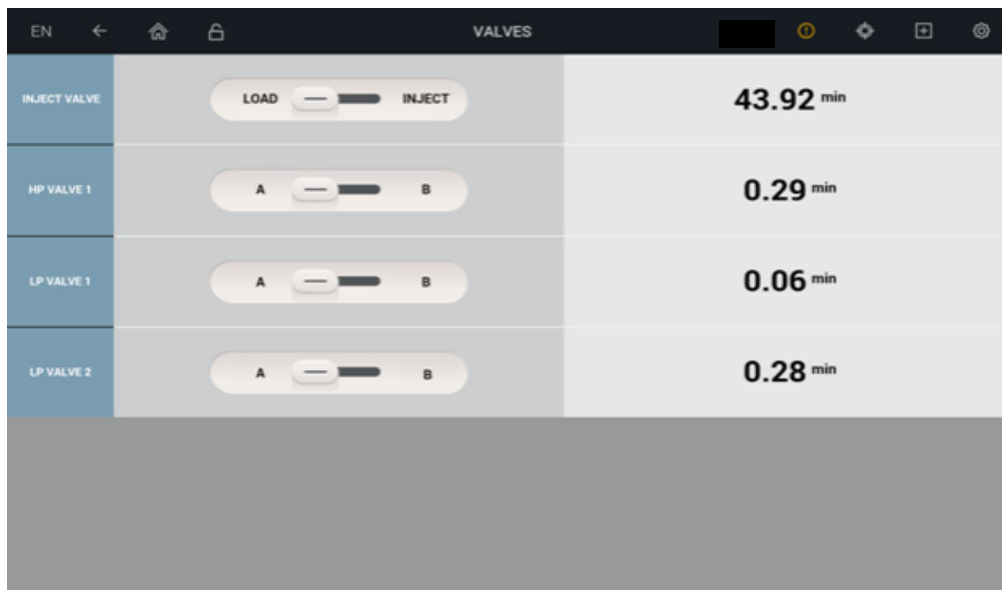 EN VALVES
INJECT VALVE LOAD INJECT 43.92 min
HP VALVE 1 A B 0.29 min
LP VALVE 1 A B 0.06 min
LP VALVE 2 A B 0.28 min